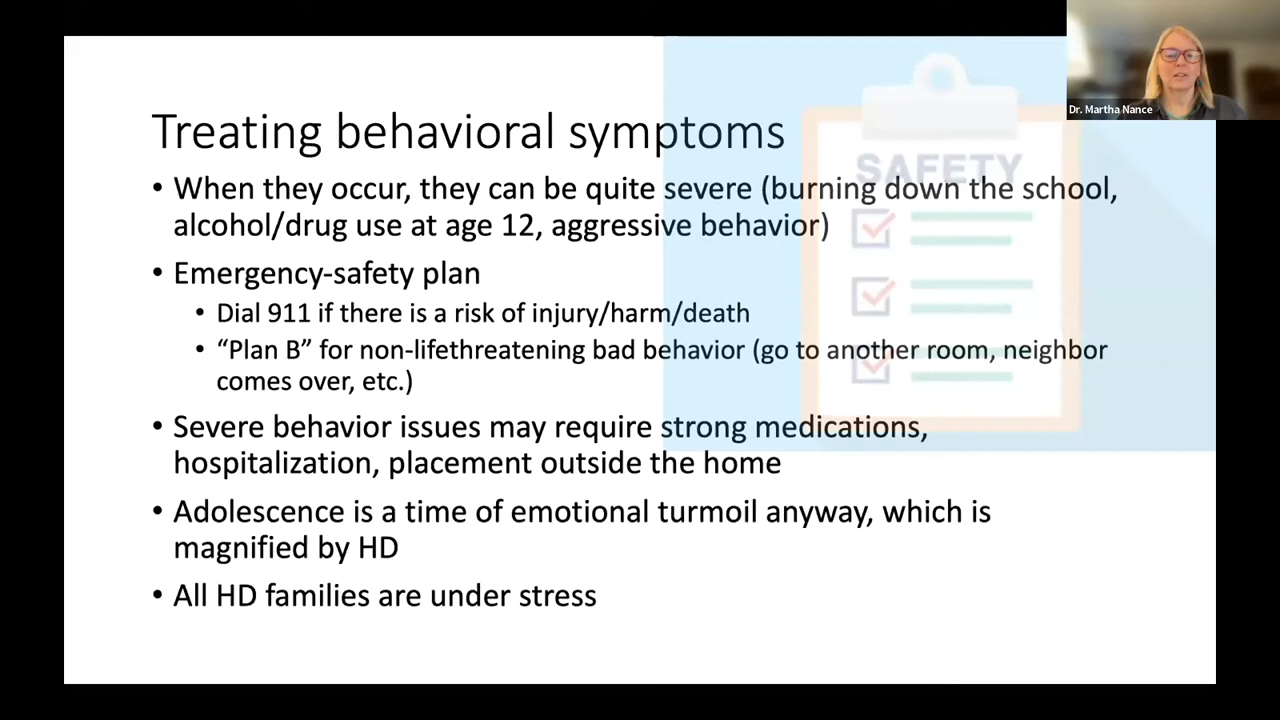 Dr. Martha Nance
Treating behavioral symptoms
SAFETY
• When they occur, they can be quite severe (burning down the school,
alcohol/drug use at age 12, aggressive behavior)
• Emergency-safety plan
• Dial 911 if there is a risk of injury/harm/death
• “Plan B” for non-lifethreatening bad behavior (go to another room, neighbor
comes over, etc.)
• Severe behavior issues may require strong medications,
hospitalization, placement outside the home
• Adolescence is a time of emotional turmoil anyway, which is
magnified by HD
• All HD families are under stress